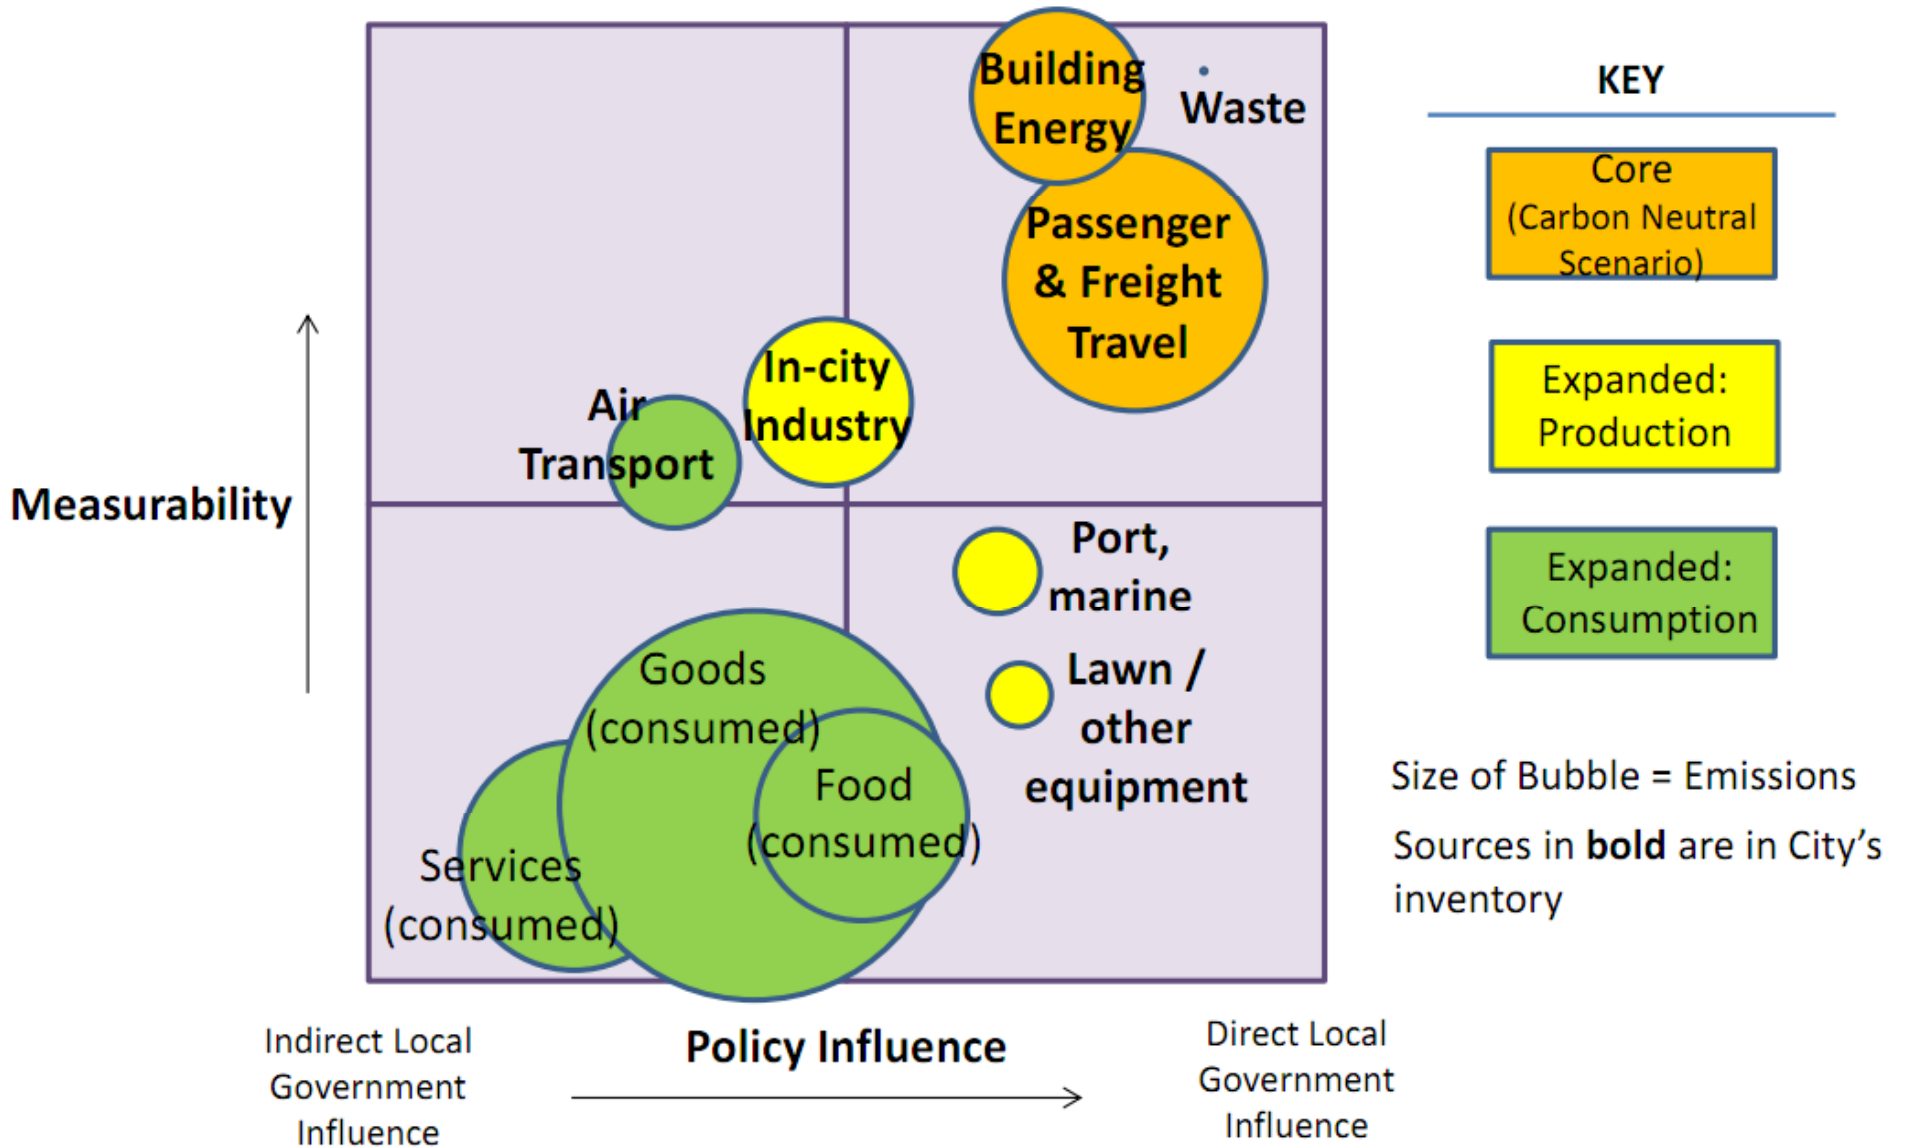 Building
Energy
Waste
Passenger
& Freight
Travel
In-city
Industry
Air
Transport
Measurability
Port,
marine
Lawn /
other
equipment
Goods
(consumed)
Food
(consumed)
Services
(consumed)
Indirect Local
Government
Influence
Policy Influence
Direct Local
Government
Influence
KEY
Core
(Carbon Neutral
Scenario)
Expanded:
Production
Expanded:
Consumption
Size of Bubble = Emissions
Sources in bold are in City's
inventory